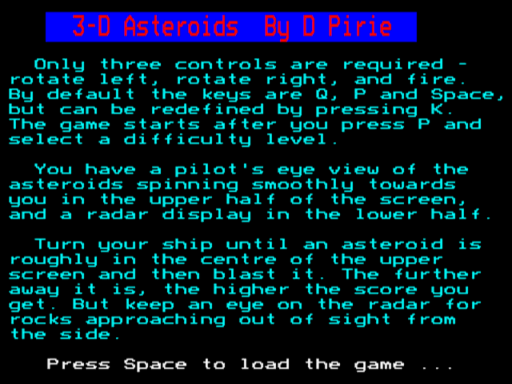 3-D Asteroids By D Pirie
Only three controls are required -
rotate left, rotate right, and fire.
By default the keys are Q, P and Space,
but can be redefined by pressing K.
The game starts after you press P and
select a difficulty level.
You have a pilot's eye view of the
asteroids spinning smoothly towards
you in the upper half of the screen,
and a radar display in the lower half.
Turn your ship until an asteroid is
roughly in the centre of the upper
screen and then blast it. The further
away it is, the higher the score you
get. But keep an eye on the radar for
rocks approaching out of sight from
the side.
Press Space to load the game ...